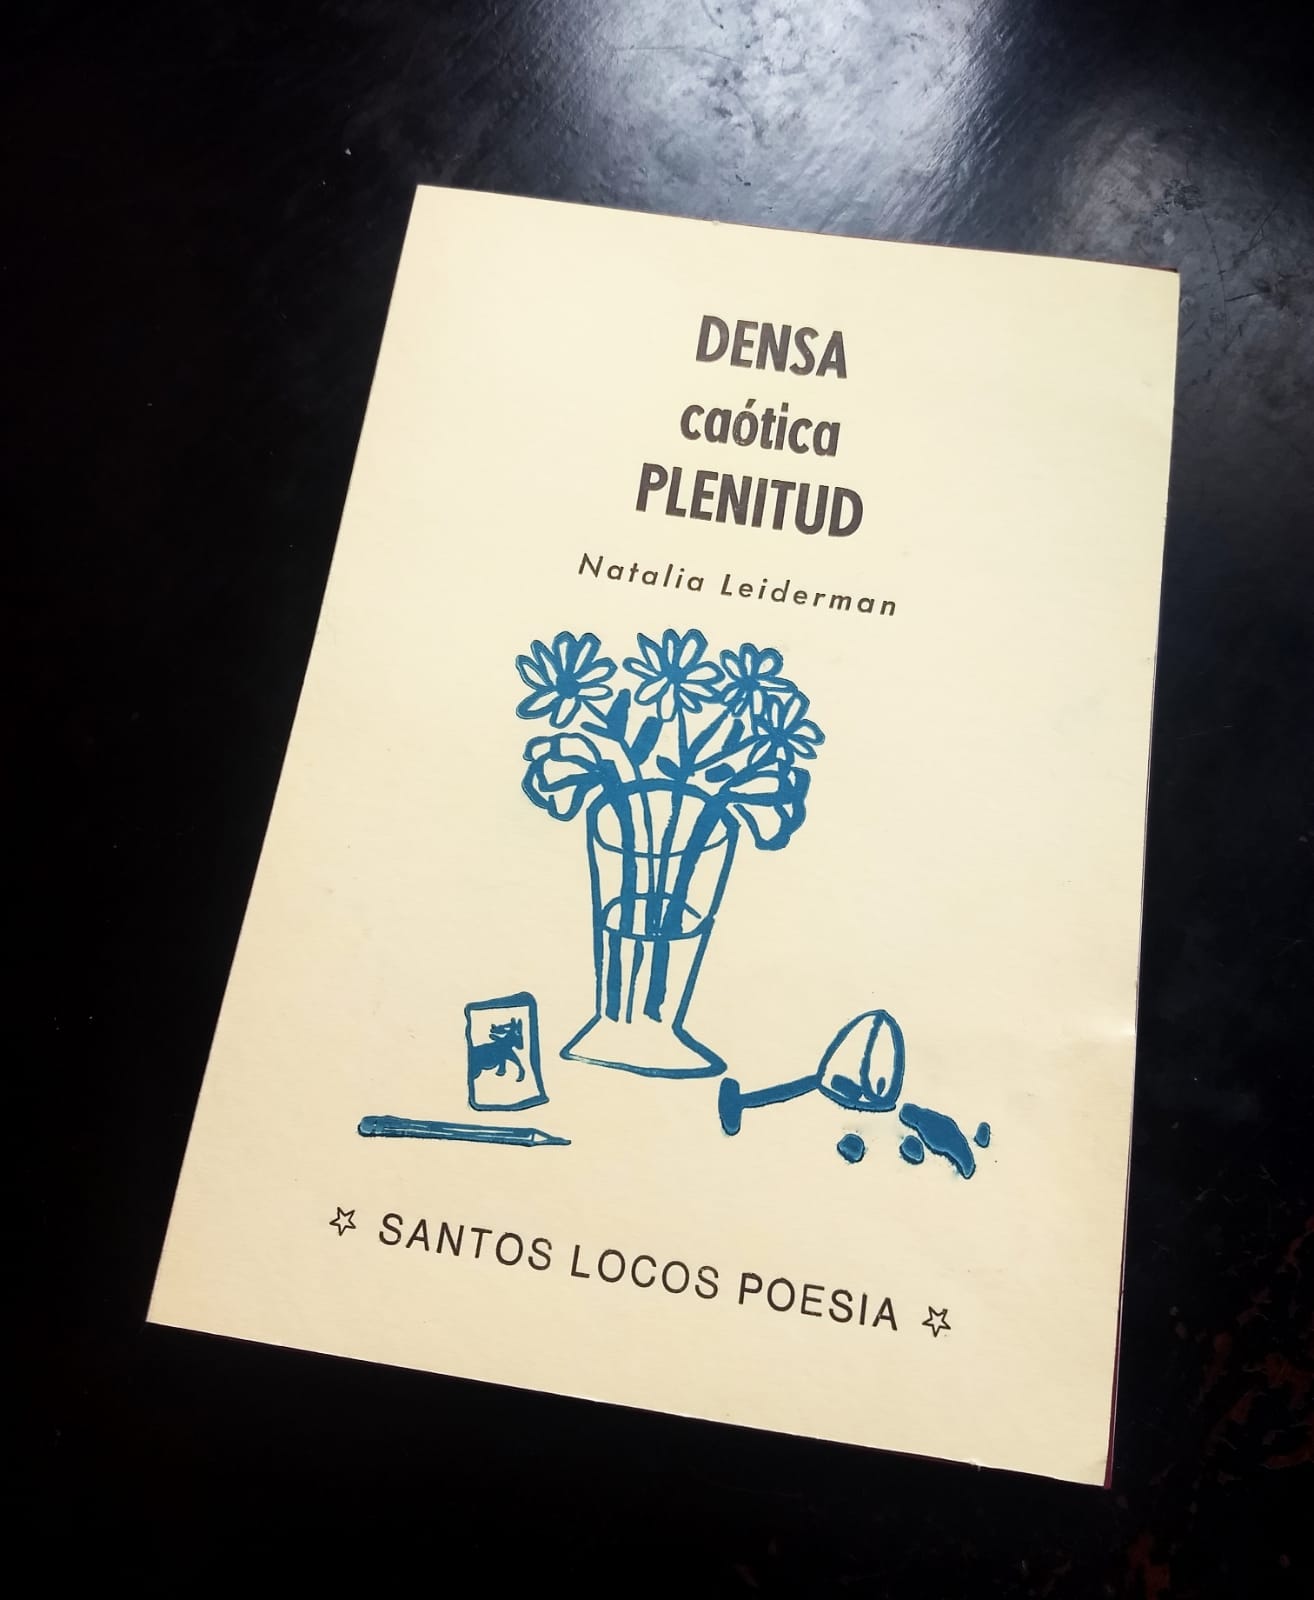 DENSA
caótica
PLENITUD
Natalia Leiderman
☆ SANTOS LOCOS POESIA ☆